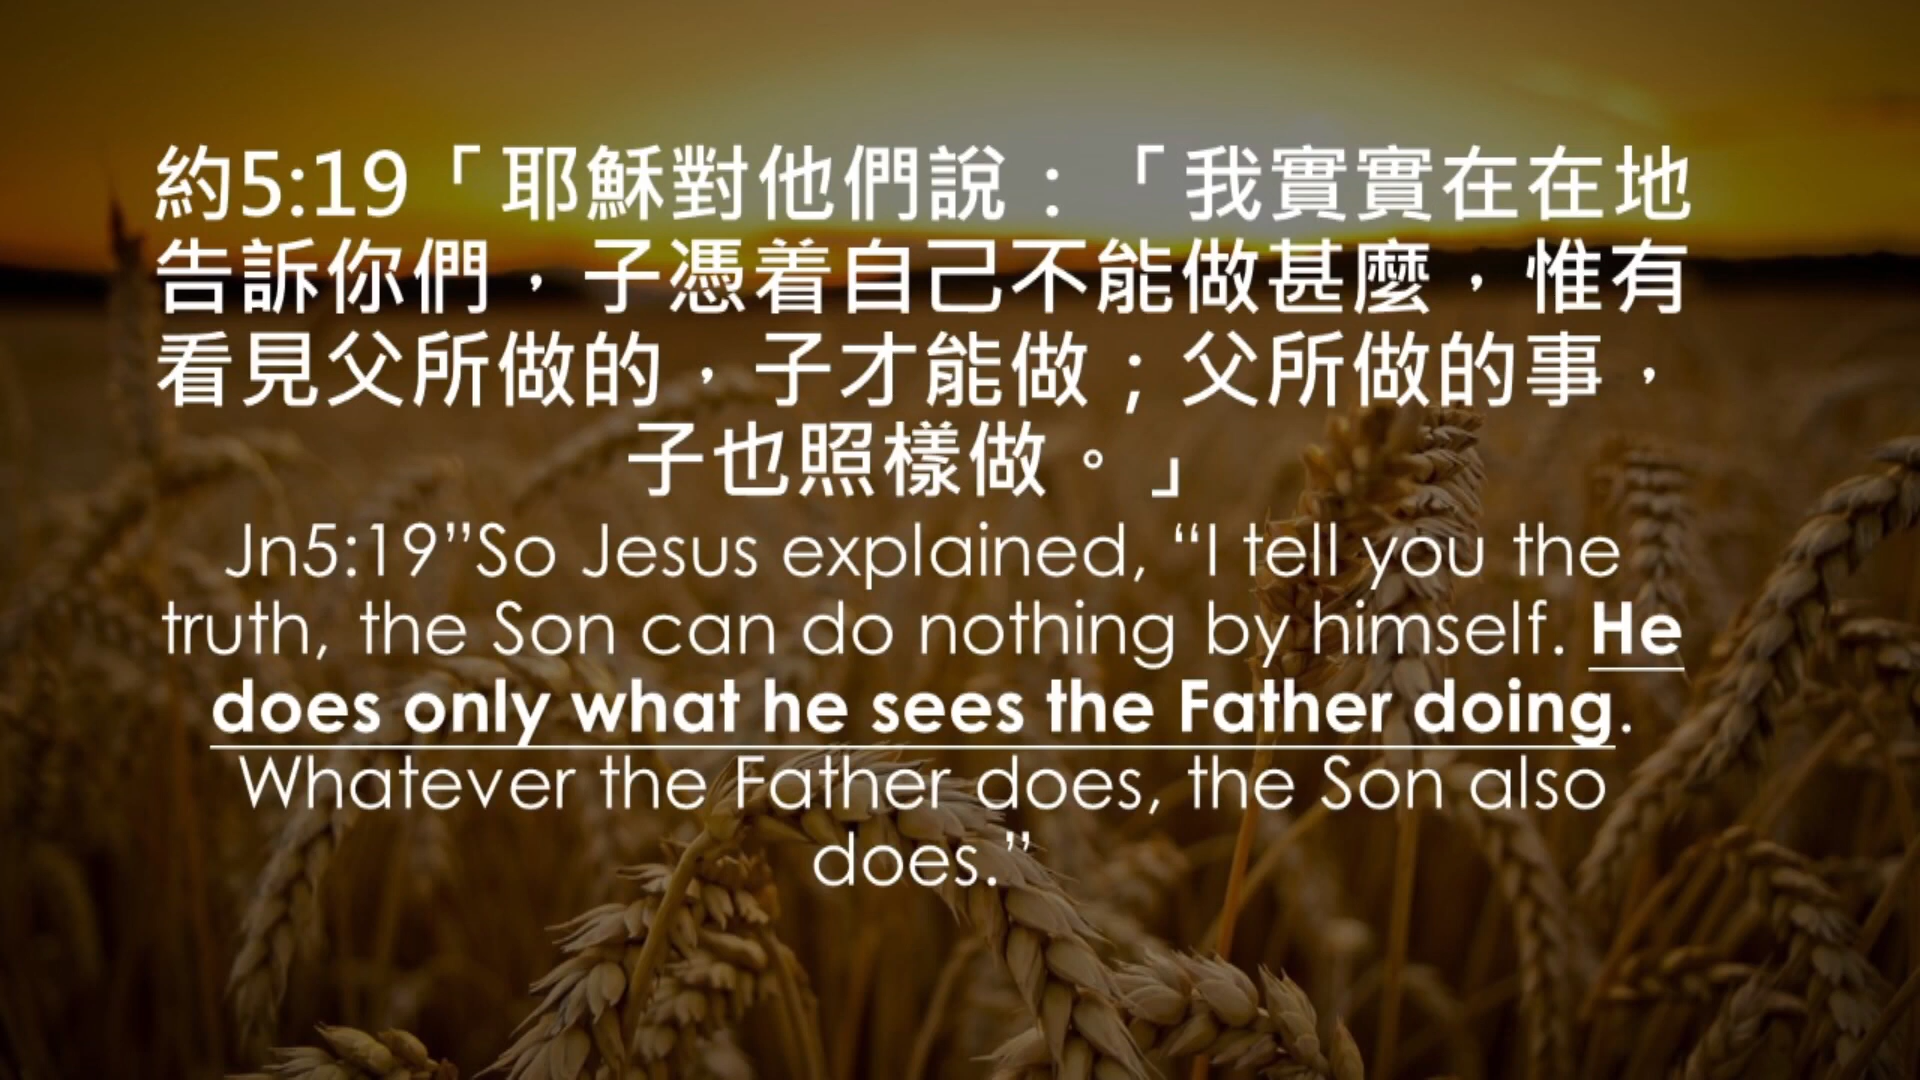 約5:19「耶穌對他們說：「我實實在在地
告訴你們，子憑着自己不能做甚麼，惟有
看見父所做的，子才能做；父所做的事，
子也照樣做。」
Jn5:19”So Jesus explained, “I tell you the
truth, the Son can do nothing by himself. He
does only what he sees the Father doing.
Whatever the Father does, the Son also
does.”